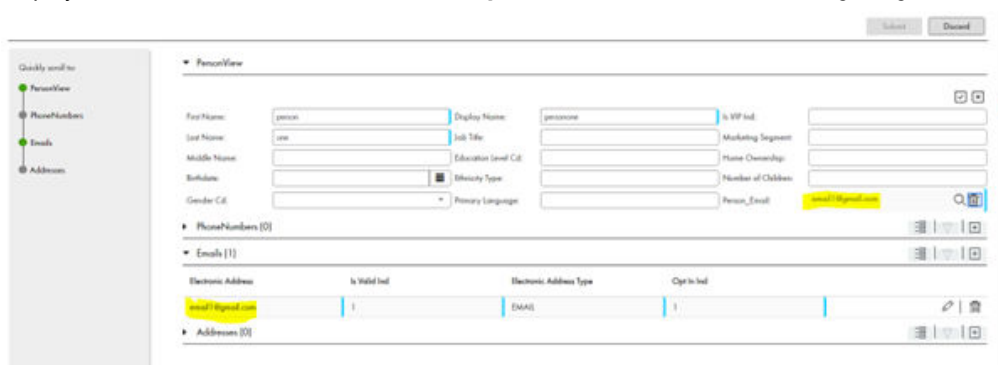 Submit Discard
Quickly scroll to:
PersonView
PhoneNumbers
Emails
Addresses
PersonView
First Name: person Display Name: personone Is VIP Ind:
Last Name: one Job Title: Marketing Segment:
Middle Name: Education Level Cd: Home Ownership:
Birthdate: Ethnicity Type: Number of Children:
Gender Cd: Primary Language: Person_Email: email1@gmail.com
PhoneNumbers (0)
Emails (1)
Electronic Address Is Valid Ind Electronic Address Type Opt In Ind
email1@gmail.com 1 EMAIL 1
Addresses (0)